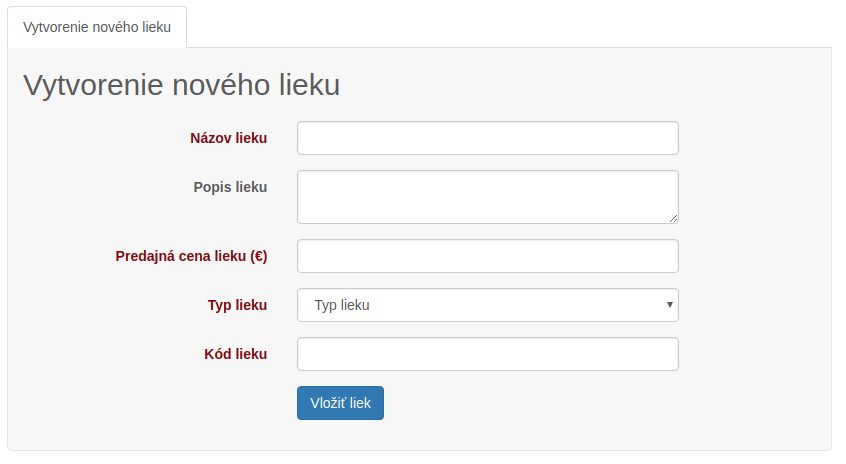 Vytvorenie nového lieku
Vytvorenie nového lieku
Názov lieku
Popis lieku
Predajná cena lieku (€)
Typ lieku Typ lieku
Kód lieku
Vložiť liek